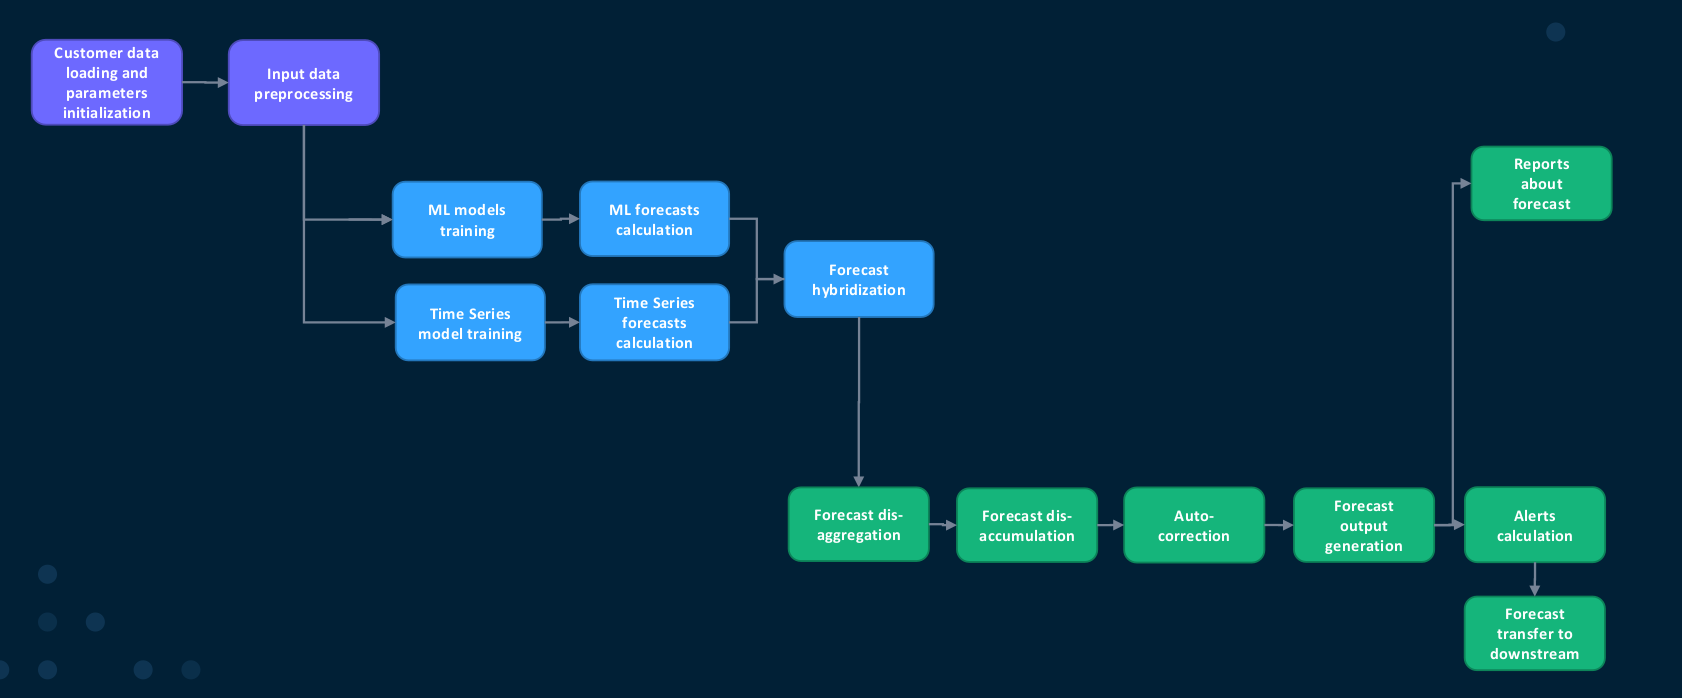 Customer data
loading and
parameters
initialization
Input data
preprocessing
ML models
training
ML forecasts
calculation
Time Series
model training
Time Series
forecasts
calculation
Forecast
hybridization
Reports
about
forecast
Forecast dis-
aggregation
Forecast dis-
accumulation
Auto-
correction
Forecast
output
generation
Alerts
calculation
Forecast
transfer to
downstream